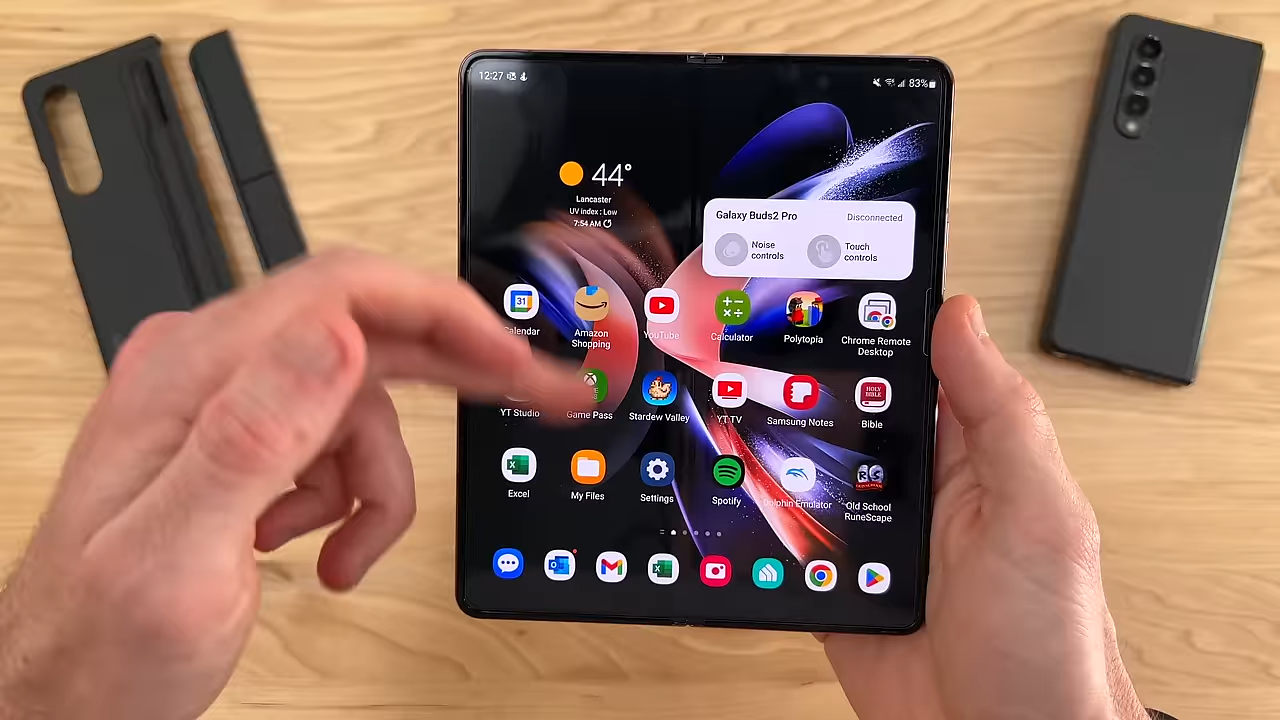 12:27
83%
44°
Lancaster
UV index : Low
7:54 AM
Galaxy Buds2 Pro
Disconnected
Noise
controls
Touch
controls
31
Calendar
Amazon
Shopping
YouTube
Calculator
Polytopia
Chrome Remote
Desktop
YT Studio
Game Pass
Stardew Valley
YT TV
Samsung Notes
HOLY
BIBLE
Bible
Excel
My Files
Settings
Spotify
Dolphin Emulator
Old School
RuneScape